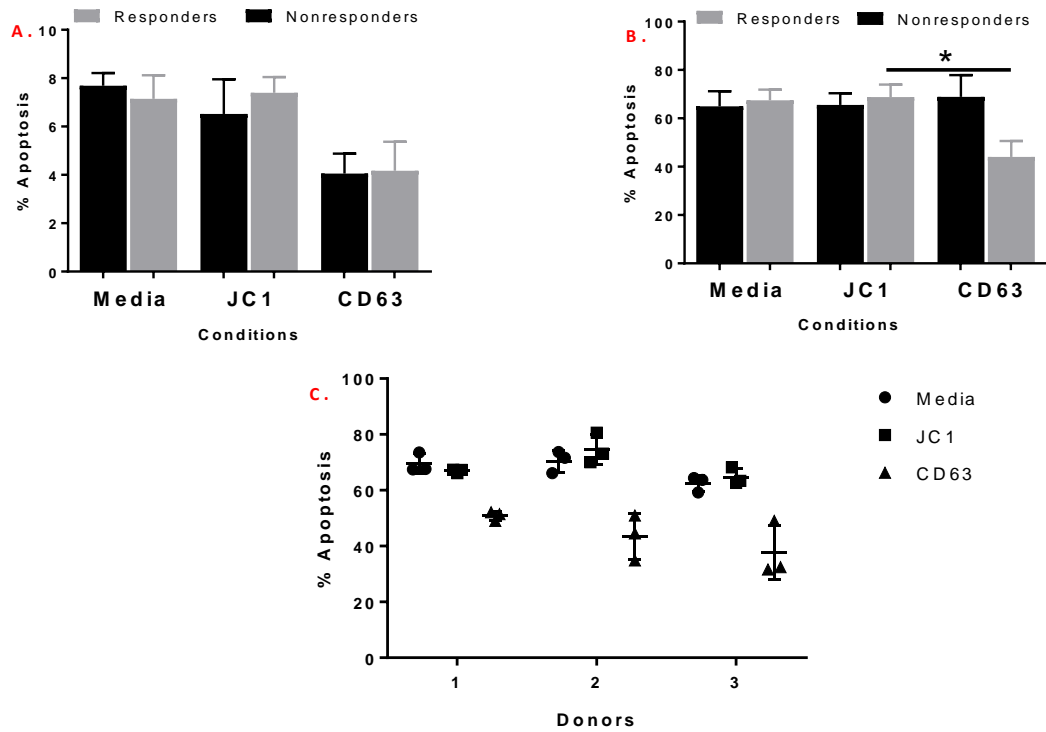 A.
Responders Nonresponders
% Apoptosis
10
8
6
4
2
0
Media JC1 CD63
Conditions
B.
Responders Nonresponders
% Apoptosis
100
80
60
40
20
0
*
Media JC1 CD63
Conditions
C.
% Apoptosis
100
80
60
40
20
0
1 2 3
Donors
Media
JC1
CD63